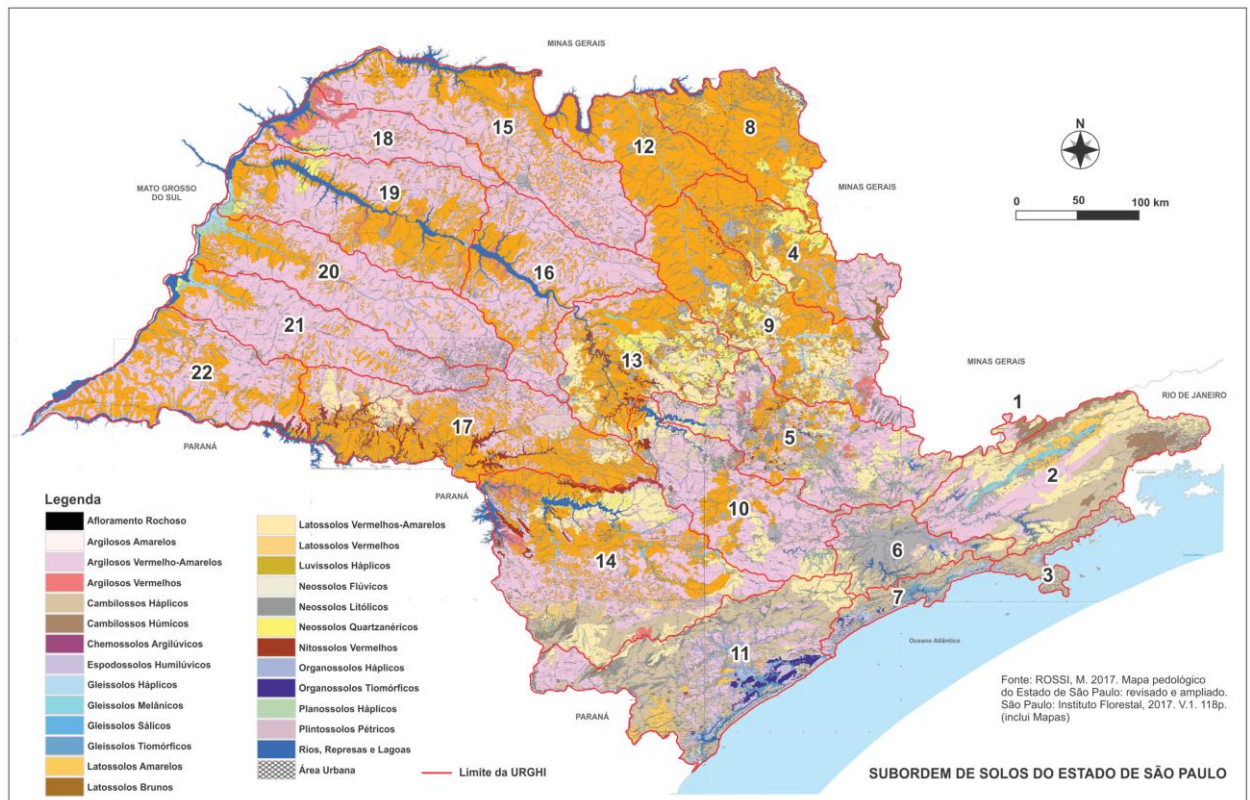 MINAS GERAIS
N
0 50 100 km
MATO GROSSO
DO SUL
18
15
12
8
MINAS GERAIS
19
4
20
16
9
21
13
22
MINAS GERAIS
1
RIO DE JANEIRO
17
5
2
PARANÁ
PARANÁ
10
14
6
3
7
11
Oceano Atlântico
PARANÁ
Legenda
Afloramento Rochoso
Argilosos Amarelos
Argilosos Vermelho-Amarelos
Argilosos Vermelhos
Cambilossos Háplicos
Cambilossos Húmicos
Chemossolos Argilúvicos
Espodossolos Humilúvicos
Gleissolos Háplicos
Gleissolos Melânicos
Gleissolos Sálicos
Gleissolos Tiomórficos
Latossolos Amarelos
Latossolos Brunos
Latossolos Vermelhos-Amarelos
Latossolos Vermelhos
Luvissolos Háplicos
Neossolos Flúvicos
Neossolos Litólicos
Neossolos Quartzanéricos
Nitossolos Vermelhos
Organossolos Háplicos
Organossolos Tiomórficos
Planossolos Háplicos
Plintossolos Pétricos
Rios, Represas e Lagoas
Área Urbana
Limite da URGHI
Fonte: ROSSI, M. 2017. Mapa pedológico
do Estado de São Paulo: revisado e ampliado.
São Paulo: Instituto Florestal, 2017. V.1. 118p.
(inclui Mapas)
SUBORDEM DE SOLOS DO ESTADO DE SÃO PAULO